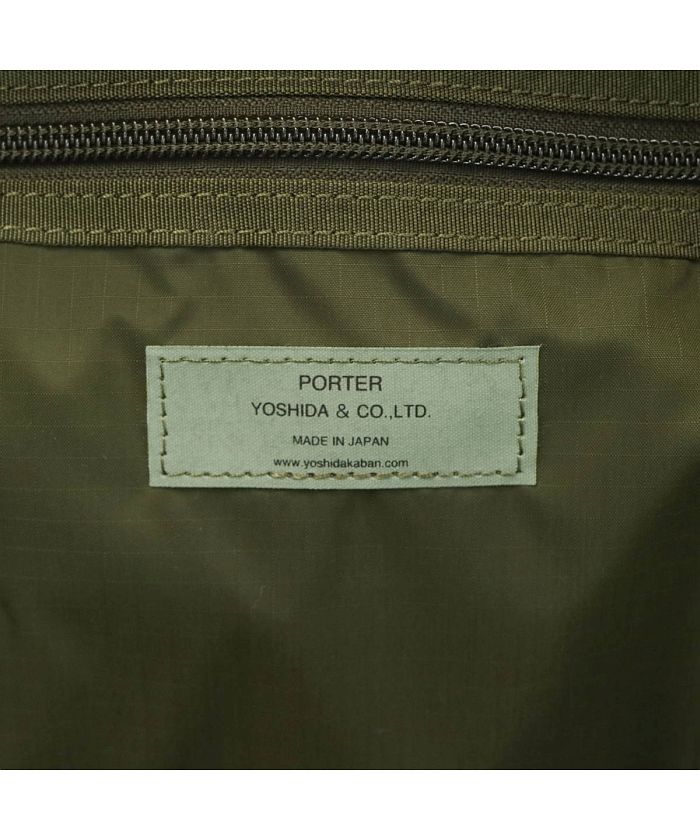 PORTER
YOSHIDA & CO.,LTD.
MADE IN JAPAN
www.yoshidakaban.com